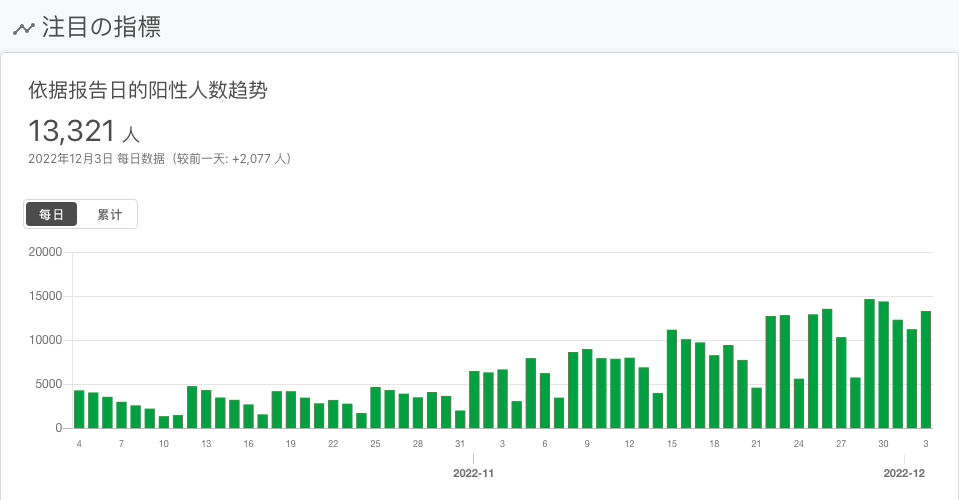 注目の指標
依据报告日的阳性人数趋势
13,321 人
2022年12月3日 每日数据（较前一天: +2,077 人）
每日 累计
20000
15000
10000
5000
0
4 7 10 13 16 19 22 25 28 31 3 6 9 12 15 18 21 24 27 30 3
2022-11 2022-12